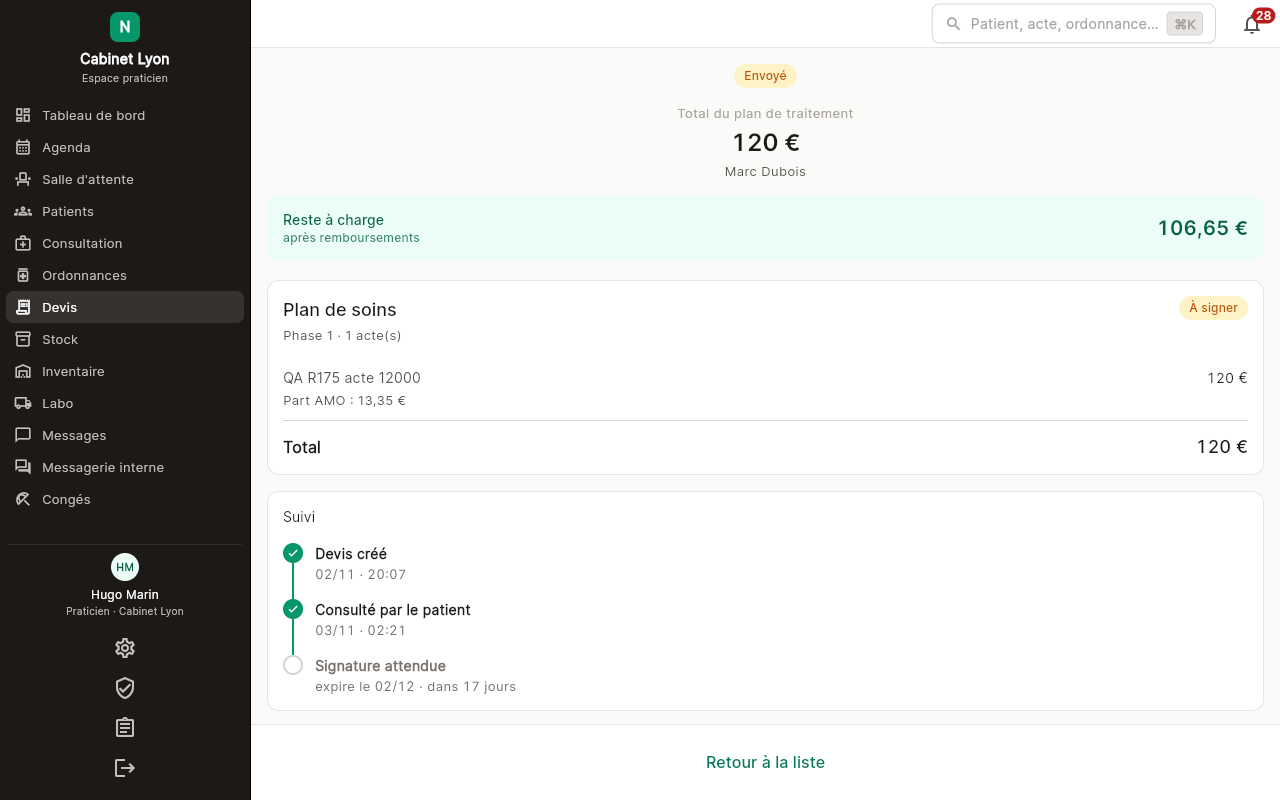 N
Cabinet Lyon
Espace praticien
Tableau de bord
Agenda
Salle d'attente
Patients
Consultation
Ordonnances
Devis
Stock
Inventaire
Labo
Messages
Messagerie interne
Congés
HM
Hugo Marin
Praticien · Cabinet Lyon
Patient, acte, ordonnance... ⌘K
28
Envoyé
Total du plan de traitement
120 €
Marc Dubois
Reste à charge
après remboursements
106,65 €
Plan de soins
À signer
Phase 1 · 1 acte(s)
QA R175 acte 12000
120 €
Part AMO : 13,35 €
Total
120 €
Suivi
Devis créé
02/11 · 20:07
Consulté par le patient
03/11 · 02:21
Signature attendue
expire le 02/12 · dans 17 jours
Retour à la liste